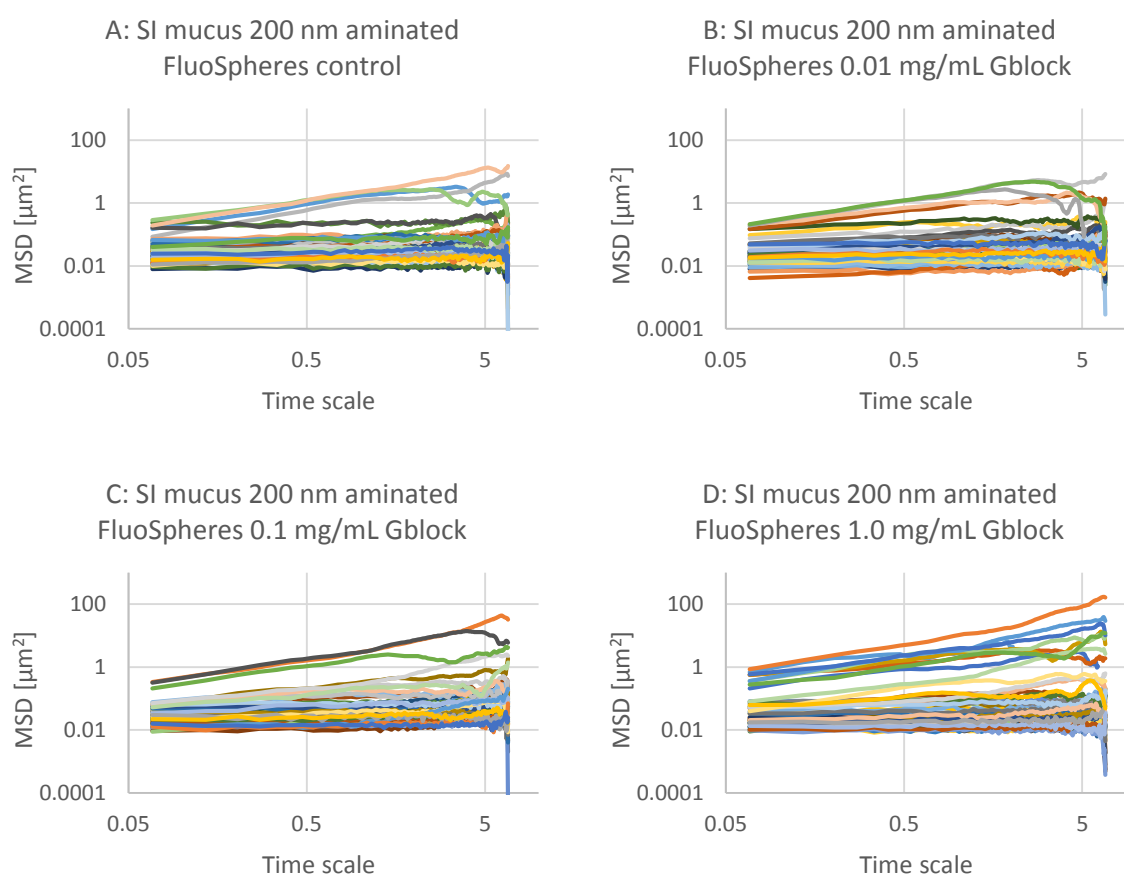 A: SI mucus 200 nm aminated
FluoSpheres control
MSD [µm²]
100
1
0.01
0.0001
0.05
0.5
5
Time scale
B: SI mucus 200 nm aminated
FluoSpheres 0.01 mg/mL Gblock
MSD [µm²]
100
1
0.01
0.0001
0.05
0.5
5
Time scale
C: SI mucus 200 nm aminated
FluoSpheres 0.1 mg/mL Gblock
MSD [µm²]
100
1
0.01
0.0001
0.05
0.5
5
Time scale
D: SI mucus 200 nm aminated
FluoSpheres 1.0 mg/mL Gblock
MSD [µm²]
100
1
0.01
0.0001
0.05
0.5
5
Time scale